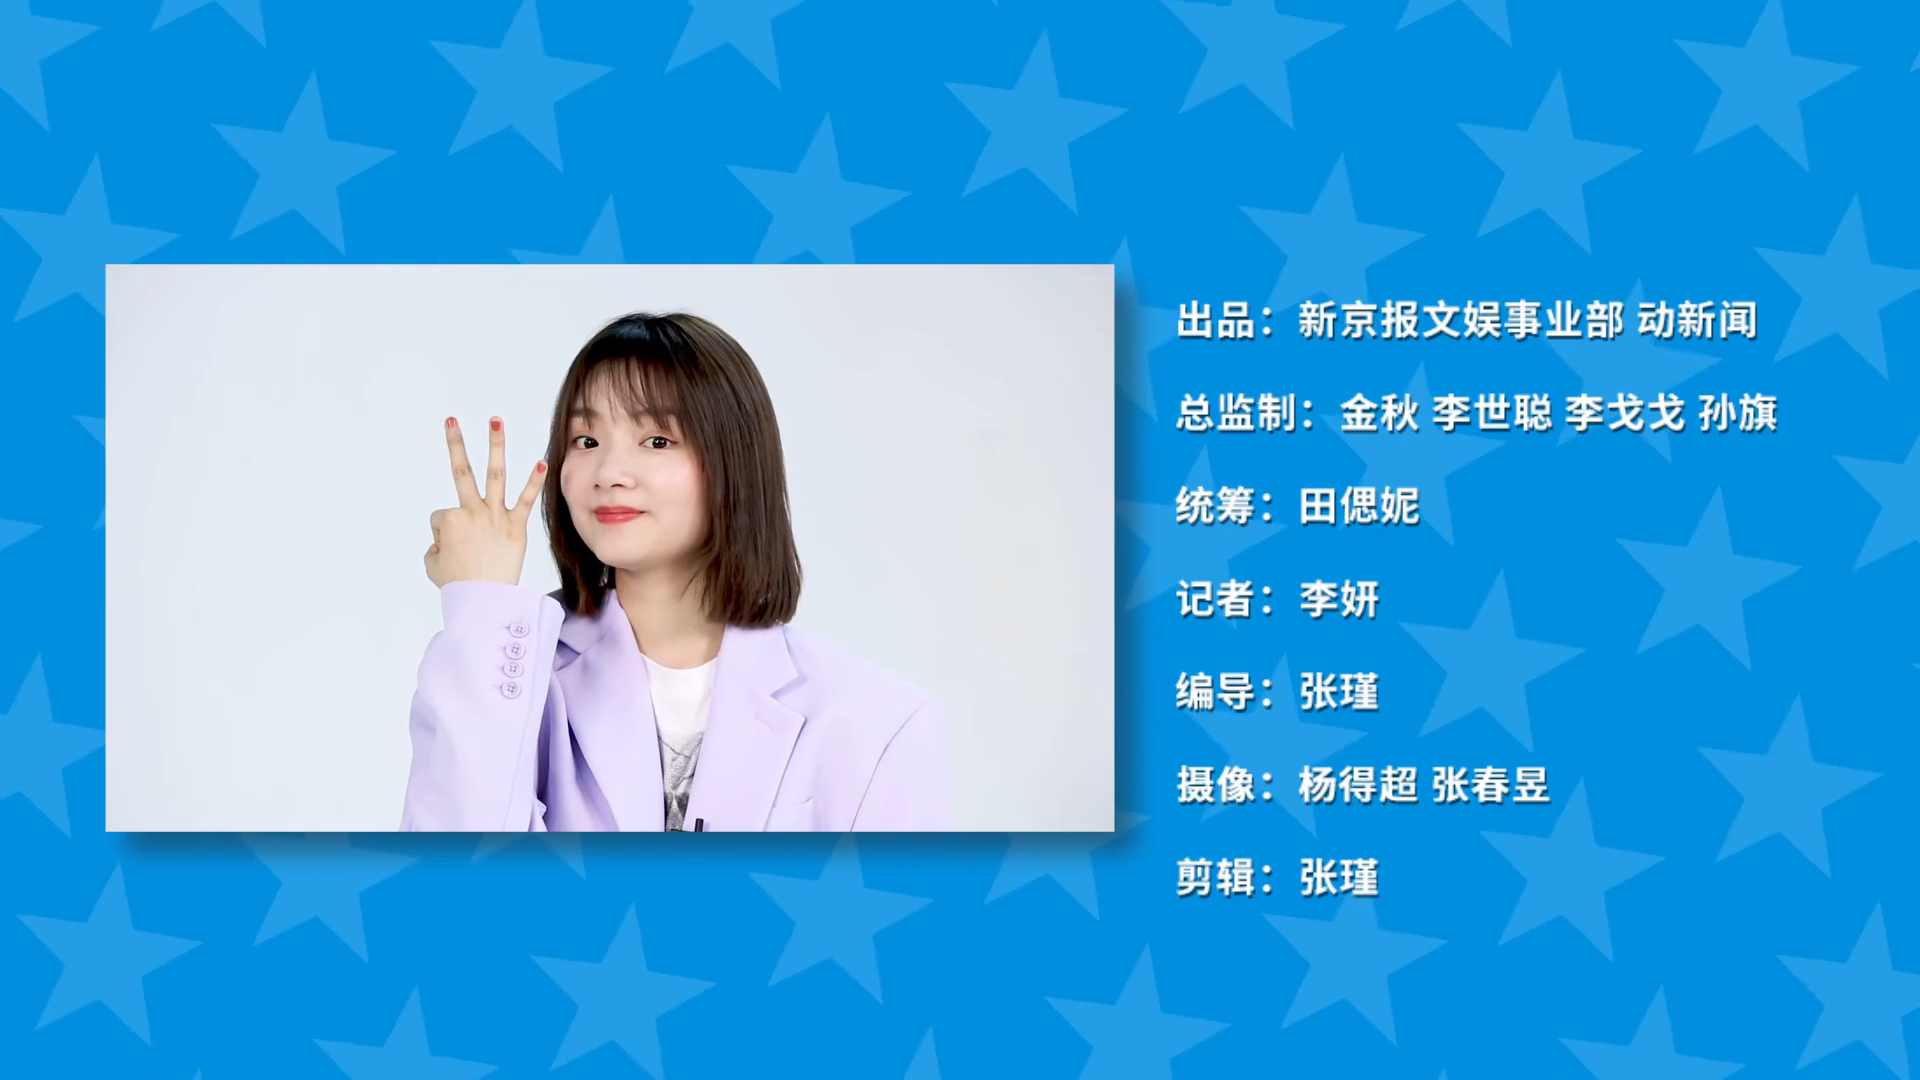 出品：新京报文娱事业部 动新闻
总监制：金秋 李世聪 李戈戈 孙旗
统筹：田偲妮
记者：李妍
编导：张瑾
摄像：杨得超 张春昱
剪辑：张瑾